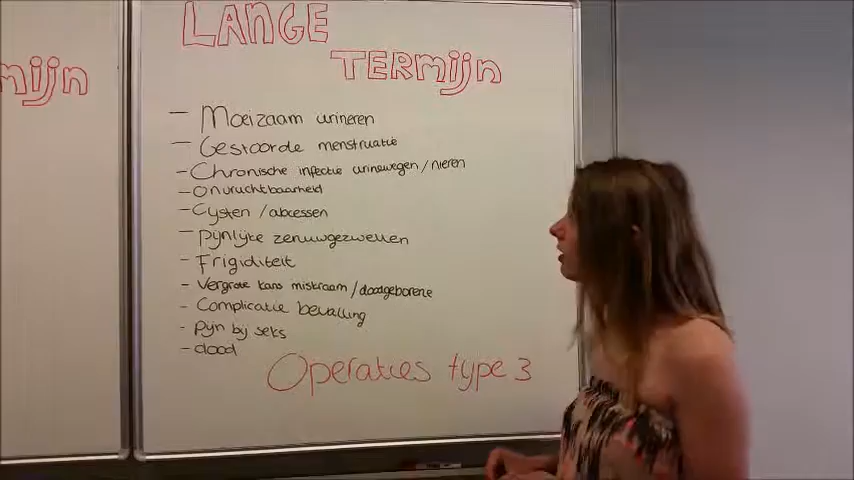 mijn
LANGE
TERMijn
- Moeizaam urineren
- Gestoorde menstruatie
- Chronische infectie urinewegen / nieren
- Onvruchtbaarheid
- Cysten / abcessen
- Pijnlijke zenuwgezwellen
- Frigiditeit
- Vergrote kans miskraam / doodgeborene
- Complicatie bevalling
- Pijn bij seks
- dood
Operaties type 3